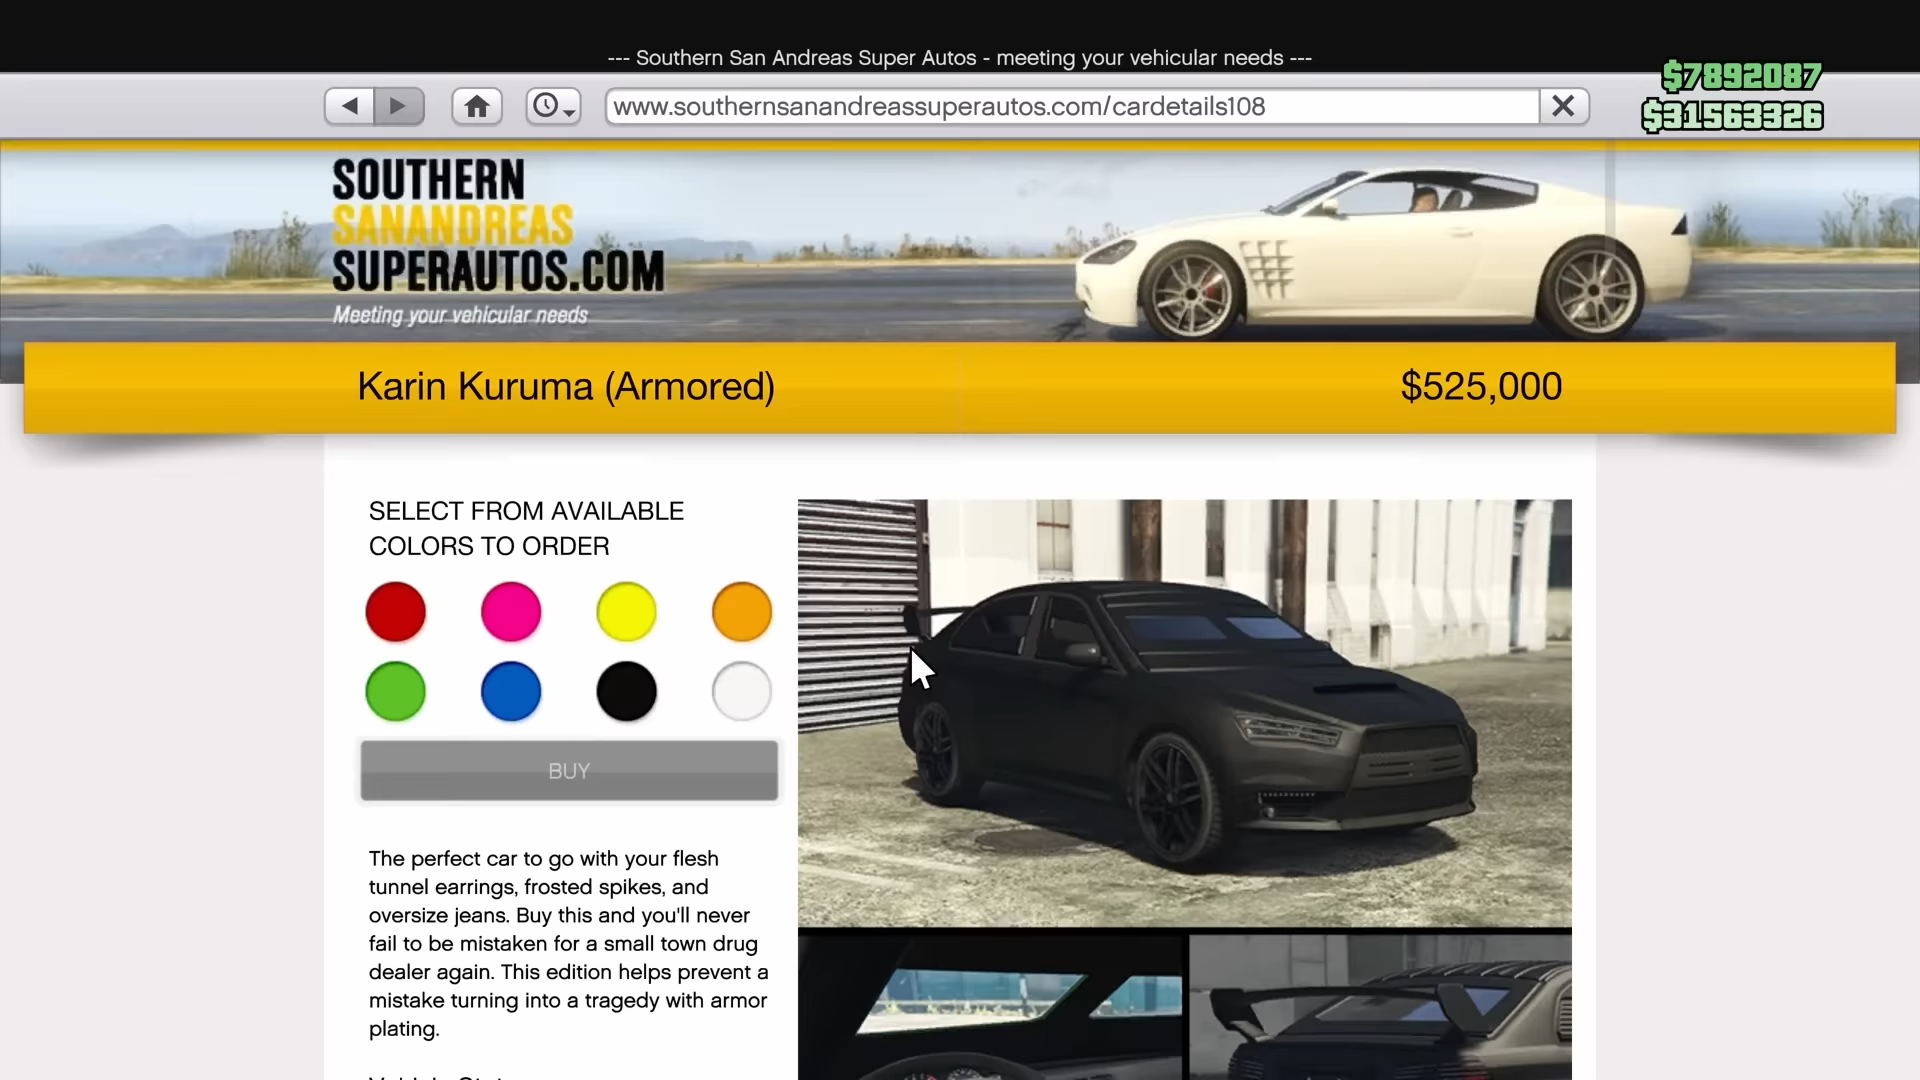 --- Southern San Andreas Super Autos - meeting your vehicular needs ---
$7892087
www.southernsanandreassuperautos.com/cardetails108
$31563326
SOUTHERN
SANANDREAS
SUPERAUTOS.COM
Meeting your vehicular needs
Karin Kuruma (Armored)
$525,000
SELECT FROM AVAILABLE
COLORS TO ORDER
BUY
The perfect car to go with your flesh
tunnel earrings, frosted spikes, and
oversize jeans. Buy this and you'll never
fail to be mistaken for a small town drug
dealer again. This edition helps prevent a
mistake turning into a tragedy with armor
plating.